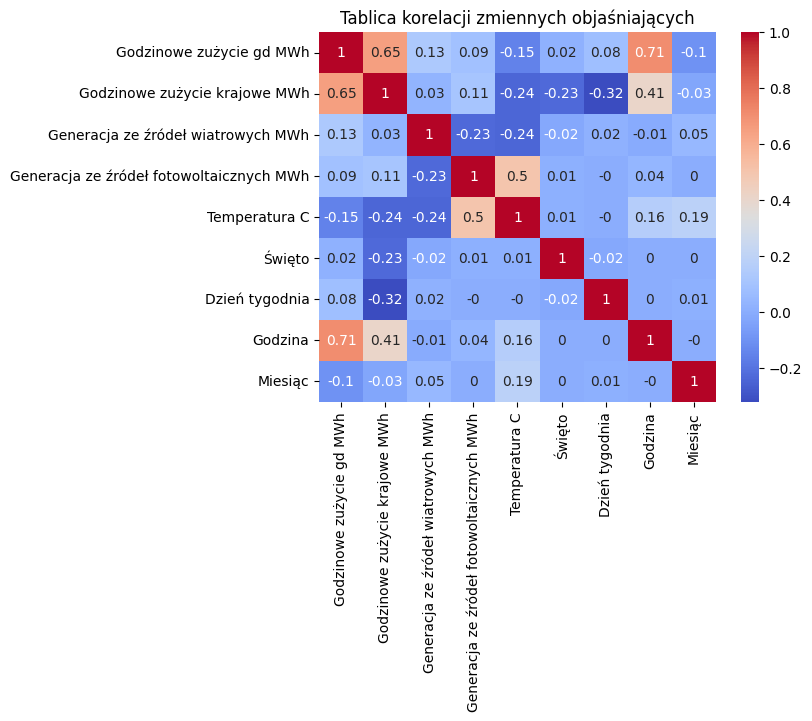 Tablica korelacji zmiennych objaśniających
Godzinowe zużycie gd MWh 1 0.65 0.13 0.09 -0.15 0.02 0.08 0.71 -0.1
Godzinowe zużycie krajowe MWh 0.65 1 0.03 0.11 -0.24 -0.23 -0.32 0.41 -0.03
Generacja ze źródeł wiatrowych MWh 0.13 0.03 1 -0.23 -0.24 -0.02 0.02 -0.01 0.05
Generacja ze źródeł fotowoltaicznych MWh 0.09 0.11 -0.23 1 0.5 0.01 -0 0.04 0
Temperatura C -0.15 -0.24 -0.24 0.5 1 0.01 -0 0.16 0.19
Święto 0.02 -0.23 -0.02 0.01 0.01 1 -0.02 0 0
Dzień tygodnia 0.08 -0.32 0.02 -0 -0 -0.02 1 0 0.01
Godzina 0.71 0.41 -0.01 0.04 0.16 0 0 1 -0
Miesiąc -0.1 -0.03 0.05 0 0.19 0 0.01 -0 1
Godzinowe zużycie gd MWh
Godzinowe zużycie krajowe MWh
Generacja ze źródeł wiatrowych MWh
Generacja ze źródeł fotowoltaicznych MWh
Temperatura C
Święto
Dzień tygodnia
Godzina
Miesiąc
1.0
0.8
0.6
0.4
0.2
0.0
−0.2